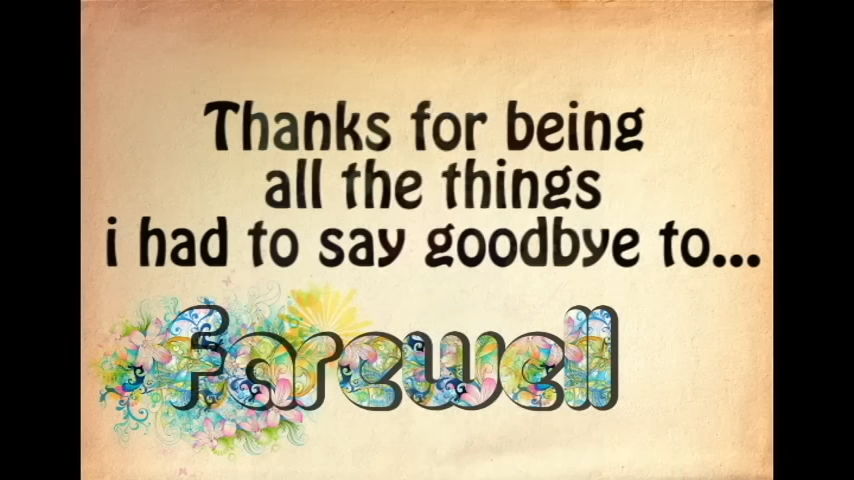 Thanks for being
all the things
i had to say goodbye to...
farewell